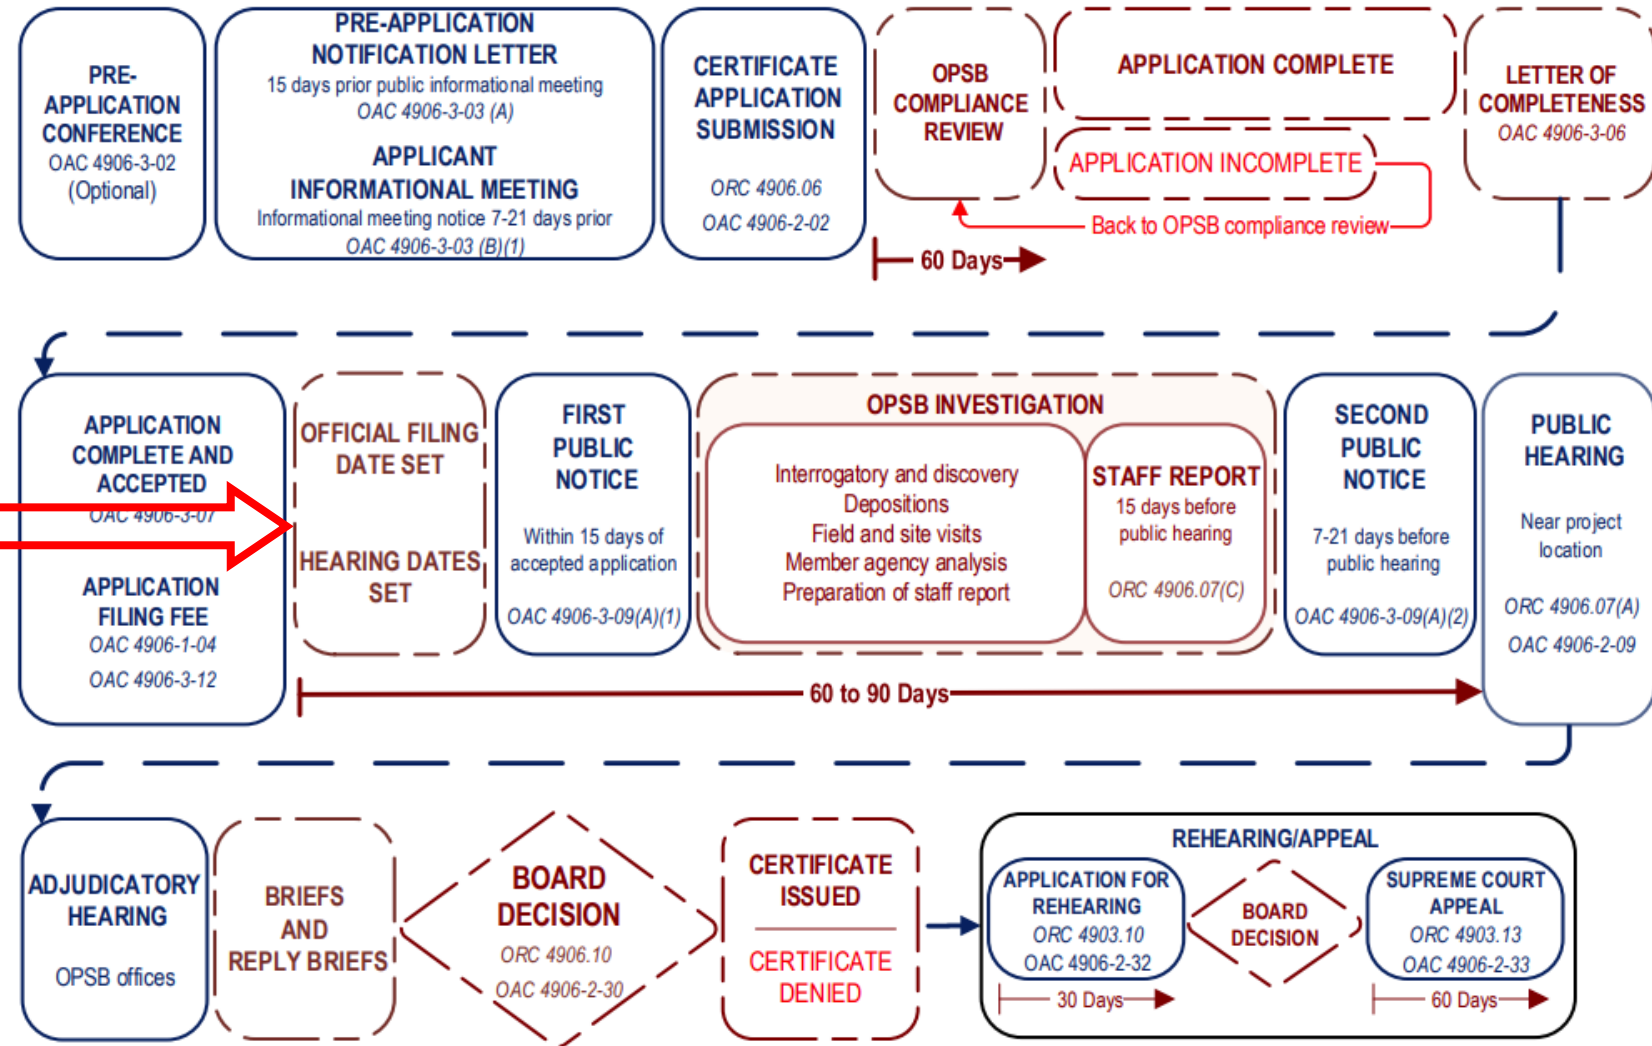 PRE-
APPLICATION
CONFERENCE
OAC 4906-3-02
(Optional)
PRE-APPLICATION
NOTIFICATION LETTER
15 days prior public informational meeting
OAC 4906-3-03 (A)
APPLICANT
INFORMATIONAL MEETING
Informational meeting notice 7-21 days prior
OAC 4906-3-03 (B)(1)
CERTIFICATE
APPLICATION
SUBMISSION
ORC 4906.06
OAC 4906-2-02
OPSB
COMPLIANCE
REVIEW
APPLICATION COMPLETE
APPLICATION INCOMPLETE
Back to OPSB compliance review
60 Days
LETTER OF
COMPLETENESS
OAC 4906-3-06
APPLICATION
COMPLETE AND
ACCEPTED
OAC 4906-3-07
APPLICATION
FILING FEE
OAC 4906-1-04
OAC 4906-3-12
OFFICIAL FILING
DATE SET
HEARING DATES
SET
FIRST
PUBLIC
NOTICE
Within 15 days of
accepted application
OAC 4906-3-09(A)(1)
OPSB INVESTIGATION
Interrogatory and discovery
Depositions
Field and site visits
Member agency analysis
Preparation of staff report
STAFF REPORT
15 days before
public hearing
ORC 4906.07(C)
SECOND
PUBLIC
NOTICE
7-21 days before
public hearing
OAC 4906-3-09(A)(2)
PUBLIC
HEARING
Near project
location
ORC 4906.07(A)
OAC 4906-2-09
60 to 90 Days
ADJUDICATORY
HEARING
OPSB offices
BRIEFS
AND
REPLY BRIEFS
BOARD
DECISION
ORC 4906.10
OAC 4906-2-30
CERTIFICATE
ISSUED
CERTIFICATE
DENIED
REHEARING/APPEAL
APPLICATION FOR
REHEARING
ORC 4903.10
OAC 4906-2-32
30 Days
BOARD
DECISION
SUPREME COURT
APPEAL
ORC 4903.13
OAC 4906-2-33
60 Days